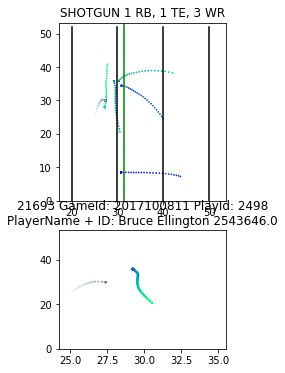 SHOTGUN 1 RB, 1 TE, 3 WR
50
40
30
20
10
0
20 30 40 50
21693 GameId: 2017100811 PlayId: 2498
PlayerName + ID: Bruce Ellington 2543646.0
40
20
0
25.0 27.5 30.0 32.5 35.0